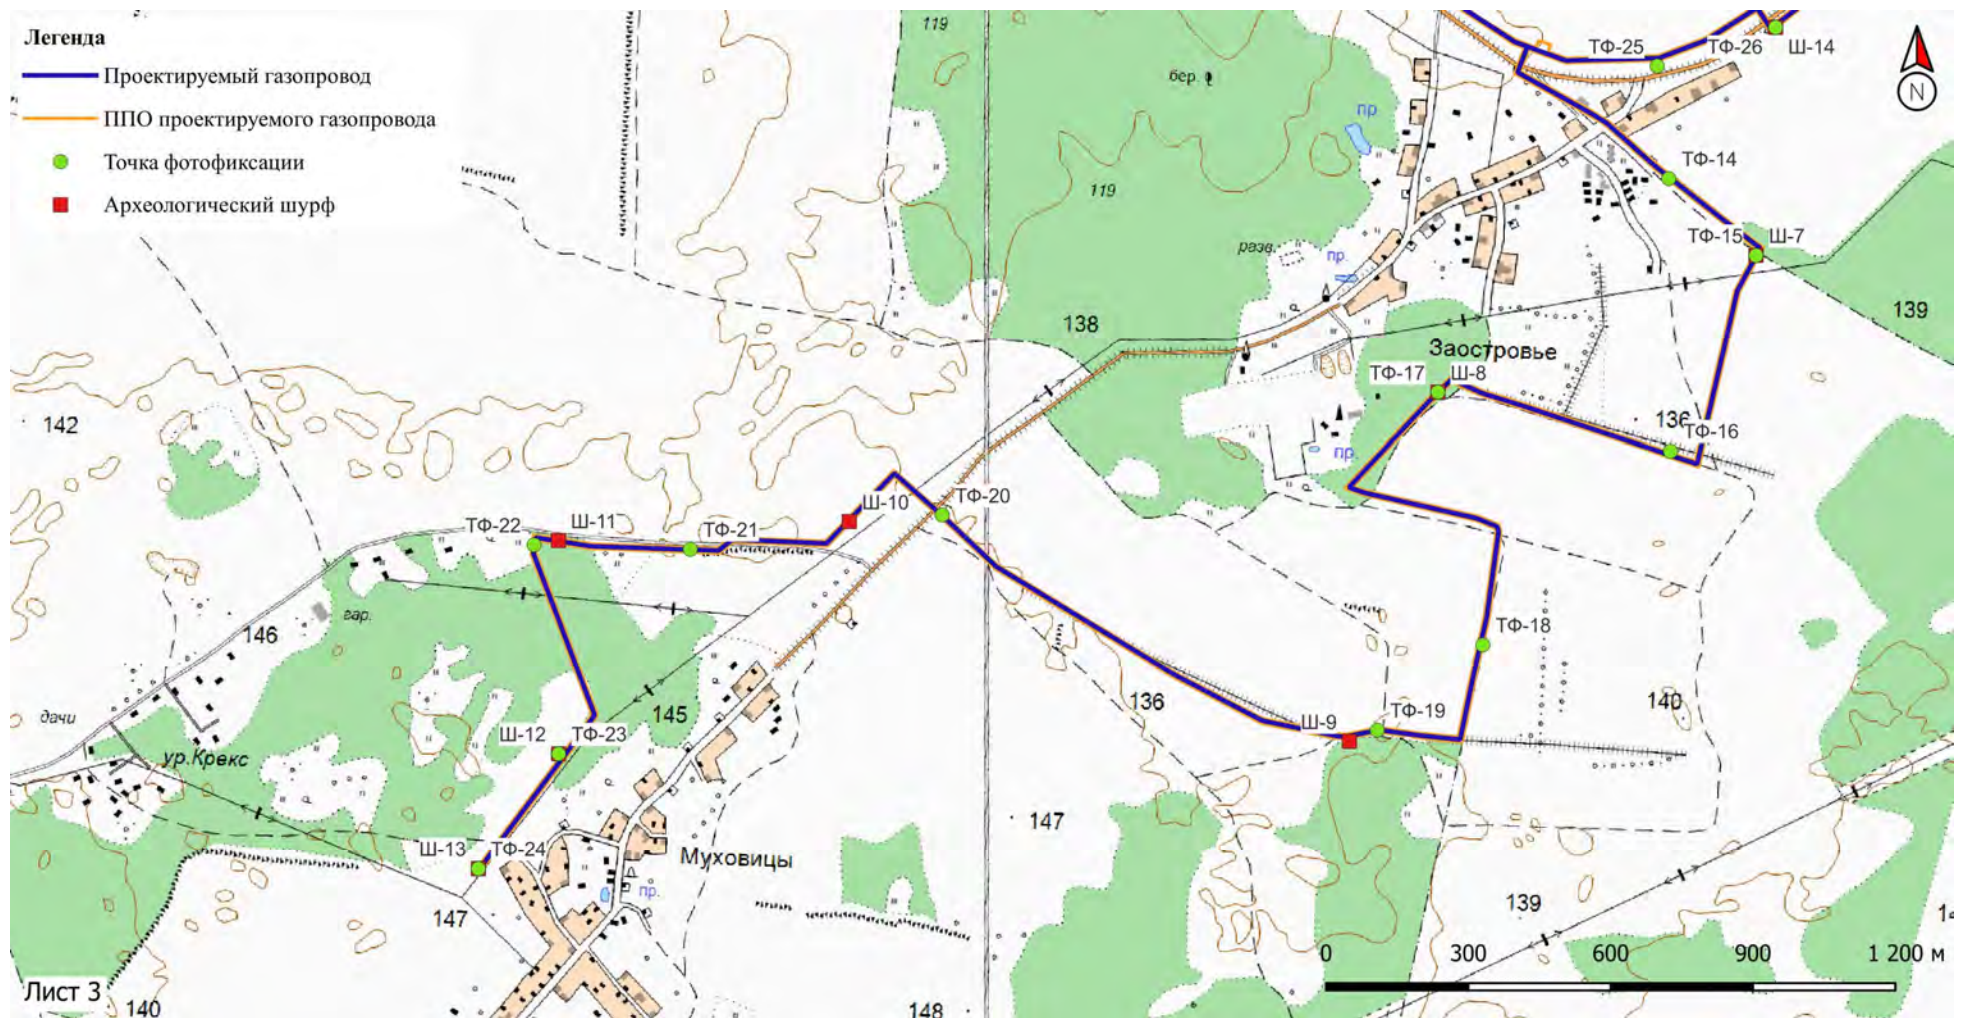 Легенда
Проектируемый газопровод
ППО проектируемого газопровода
Точка фотофиксации
Археологический шурф
119
бер.
ТФ-25
ТФ-26
Ш-14
N
пр
119
ТФ-14
разв.
пр.
ТФ-15
Ш-7
138
139
Заостровье
ТФ-17
Ш-8
142
136
ТФ-16
пр.
Ш-10
ТФ-20
ТФ-22
Ш-11
ТФ-21
гар.
146
ТФ-18
дачи
145
136
140
Ш-9
ТФ-19
ур.Крекс
Ш-12
ТФ-23
147
Ш-13
ТФ-24
Муховицы
пр.
147
139
0
300
600
900
1 200 м
Лист 3
140
148